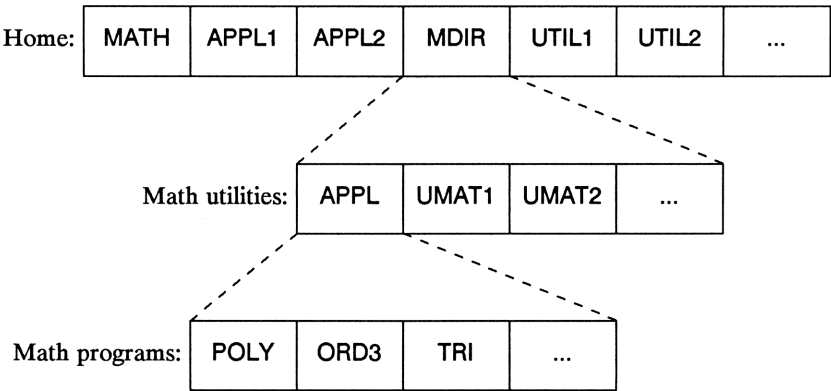 Home: MATH APPL1 APPL2 MDIR UTIL1 UTIL2 ...
Math utilities: APPL UMAT1 UMAT2 ...
Math programs: POLY ORD3 TRI ...